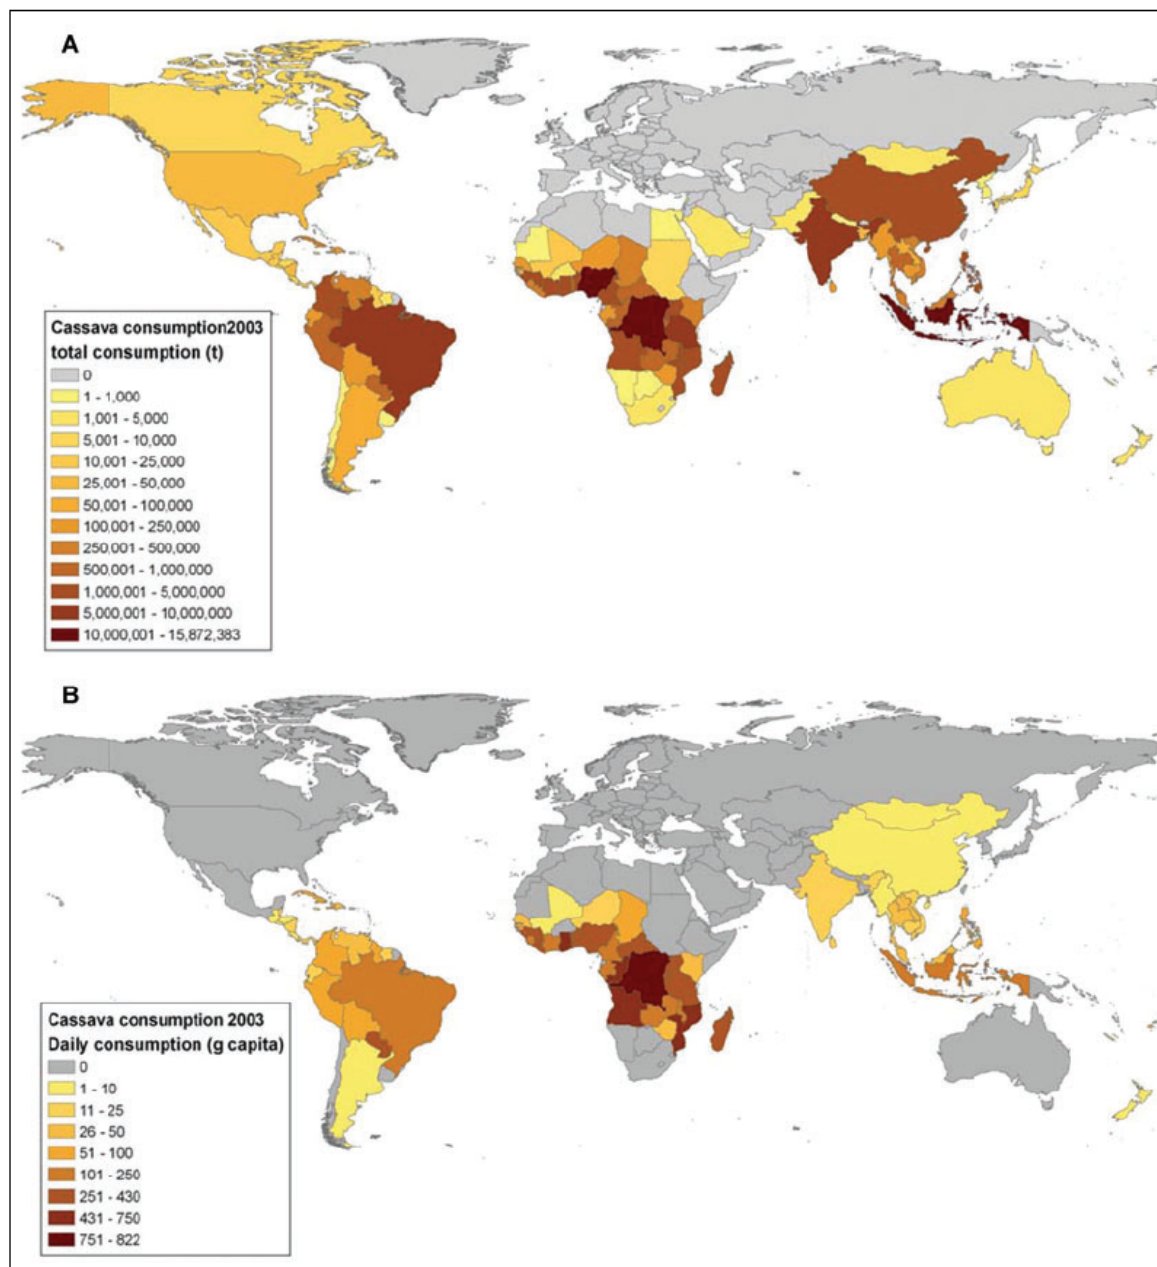 A
Cassava consumption2003
total consumption (t)
0
1 - 1,000
1,001 - 5,000
5,001 - 10,000
10,001 - 25,000
25,001 - 50,000
50,001 - 100,000
100,001 - 250,000
250,001 - 500,000
500,001 - 1,000,000
1,000,001 - 5,000,000
5,000,001 - 10,000,000
10,000,001 - 15,872,383
B
Cassava consumption 2003
Daily consumption (g capita)
0
1 - 10
11 - 25
26 - 50
51 - 100
101 - 250
251 - 430
431 - 750
751 - 822